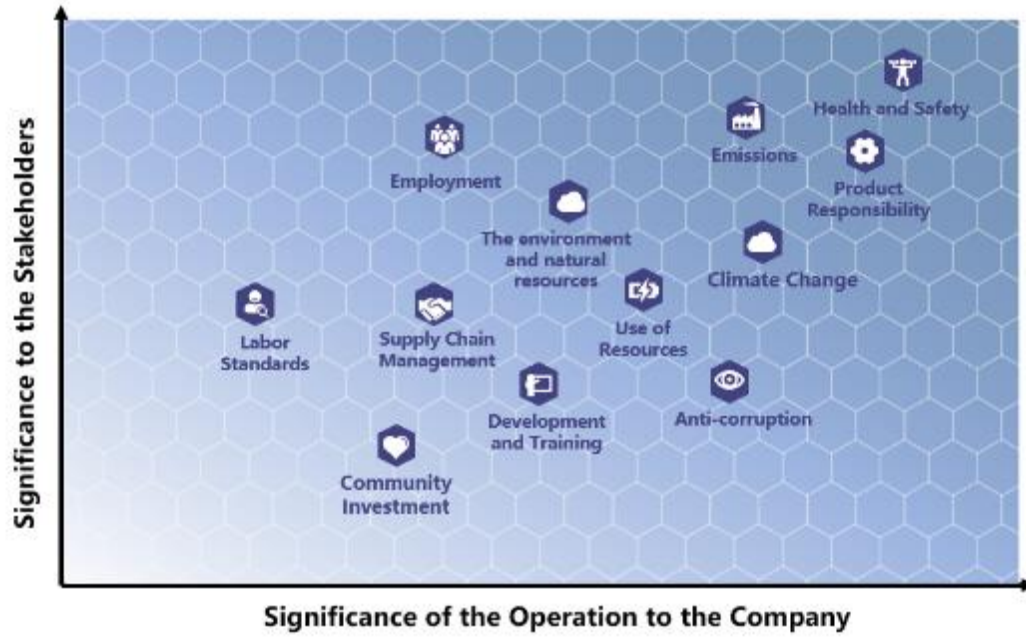 Significance to the Stakeholders
Health and Safety
Emissions
Employment
Product
Responsibility
The environment
and natural
resources
Climate Change
Labor
Standards
Supply Chain
Management
Use of
Resources
Development
and Training
Anti-corruption
Community
Investment
Significance of the Operation to the Company